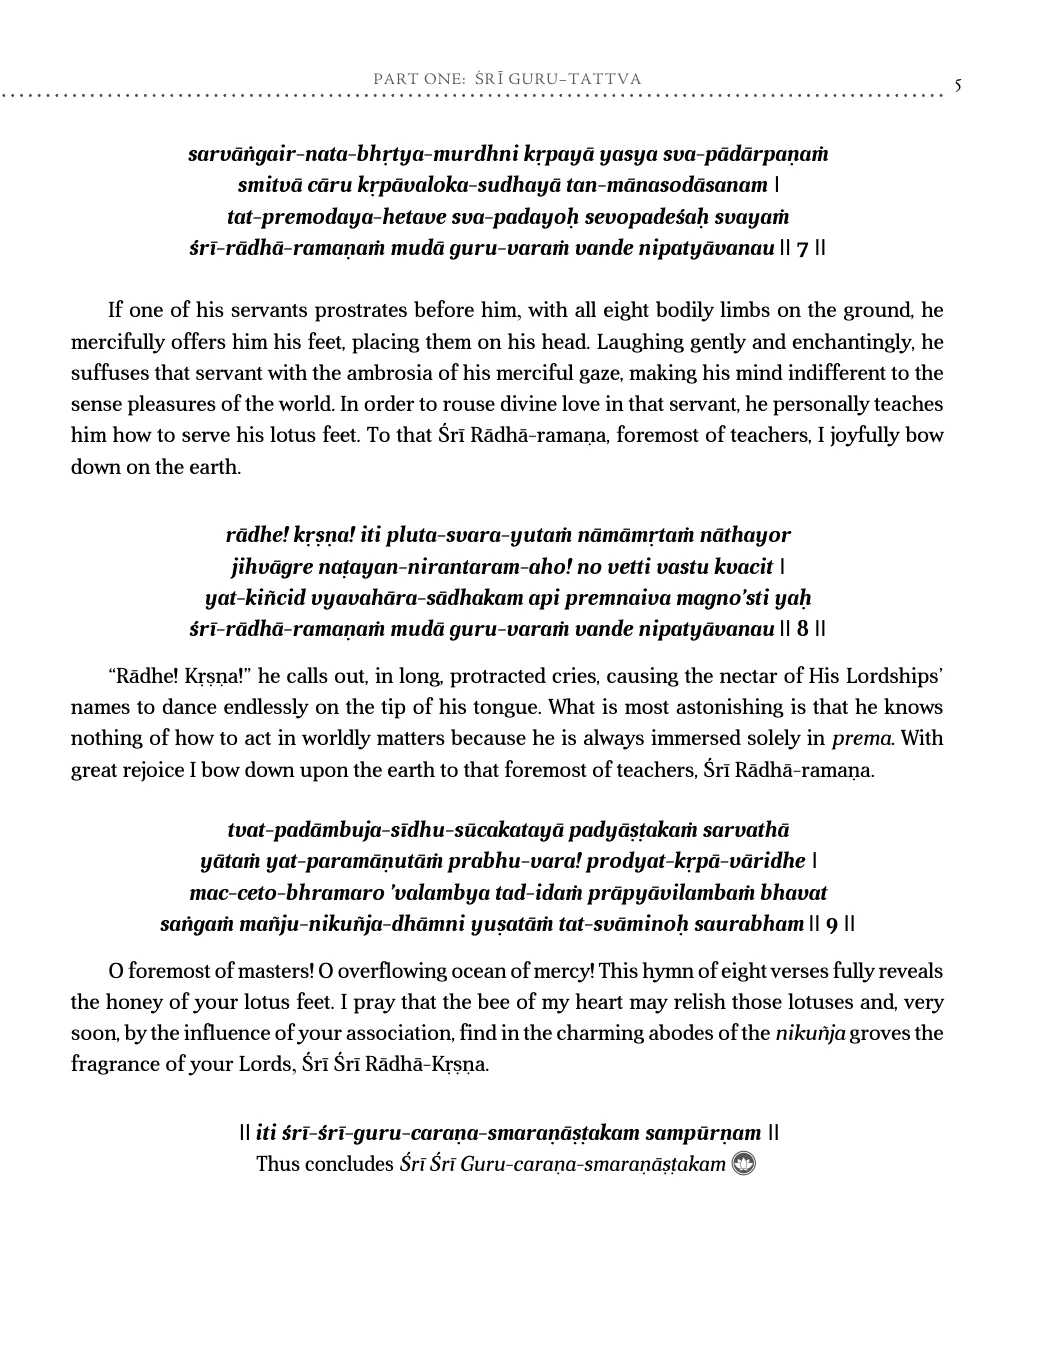 PART ONE: ŚRĪ GURU–TATTVA
5
sarvāṅgair-nata-bhṛtya-murdhni kṛpayā yasya sva-pādārpaṇaṁ
smitvā cāru kṛpāvaloka-sudhayā tan-mānasodāsanam |
tat-premodaya-hetave sva-padayoḥ sevopadeśaḥ svayaṁ
śrī-rādhā-ramaṇaṁ mudā guru-varaṁ vande nipatyāvanau || 7 ||
If one of his servants prostrates before him, with all eight bodily limbs on the ground, he
mercifully offers him his feet, placing them on his head. Laughing gently and enchantingly, he
suffuses that servant with the ambrosia of his merciful gaze, making his mind indifferent to the
sense pleasures of the world. In order to rouse divine love in that servant, he personally teaches
him how to serve his lotus feet. To that Śrī Rādhā-ramaṇa, foremost of teachers, I joyfully bow
down on the earth.
rādhe! kṛṣṇa! iti pluta-svara-yutaṁ nāmāmṛtaṁ nāthayor
jihvāgre naṭayan-nirantaram-aho! no vetti vastu kvacit |
yat-kiñcid vyavahāra-sādhakam api premnaiva magno'sti yaḥ
śrī-rādhā-ramaṇaṁ mudā guru-varaṁ vande nipatyāvanau || 8 ||
“Rādhe! Kṛṣṇa!” he calls out, in long, protracted cries, causing the nectar of His Lordships’
names to dance endlessly on the tip of his tongue. What is most astonishing is that he knows
nothing of how to act in worldly matters because he is always immersed solely in prema. With
great rejoice I bow down upon the earth to that foremost of teachers, Śrī Rādhā-ramaṇa.
tvat-padāmbuja-sīdhu-sūcakatayā padyāṣṭakaṁ sarvathā
yātaṁ yat-paramāṇutāṁ prabhu-vara! prodyat-kṛpā-vāridhe |
mac-ceto-bhramaro ’valambya tad-idaṁ prāpyāvilambaṁ bhavat
saṅgaṁ mañju-nikuñja-dhāmni yuṣatāṁ tat-svāminoḥ saurabham || 9 ||
O foremost of masters! O overflowing ocean of mercy! This hymn of eight verses fully reveals
the honey of your lotus feet. I pray that the bee of my heart may relish those lotuses and, very
soon, by the influence of your association, find in the charming abodes of the nikuñja groves the
fragrance of your Lords, Śrī Śrī Rādhā-Kṛṣṇa.
|| iti śrī-śrī-guru-caraṇa-smaraṇāṣṭakam sampūrṇam ||
Thus concludes Śrī Śrī Guru-caraṇa-smaraṇāṣṭakam